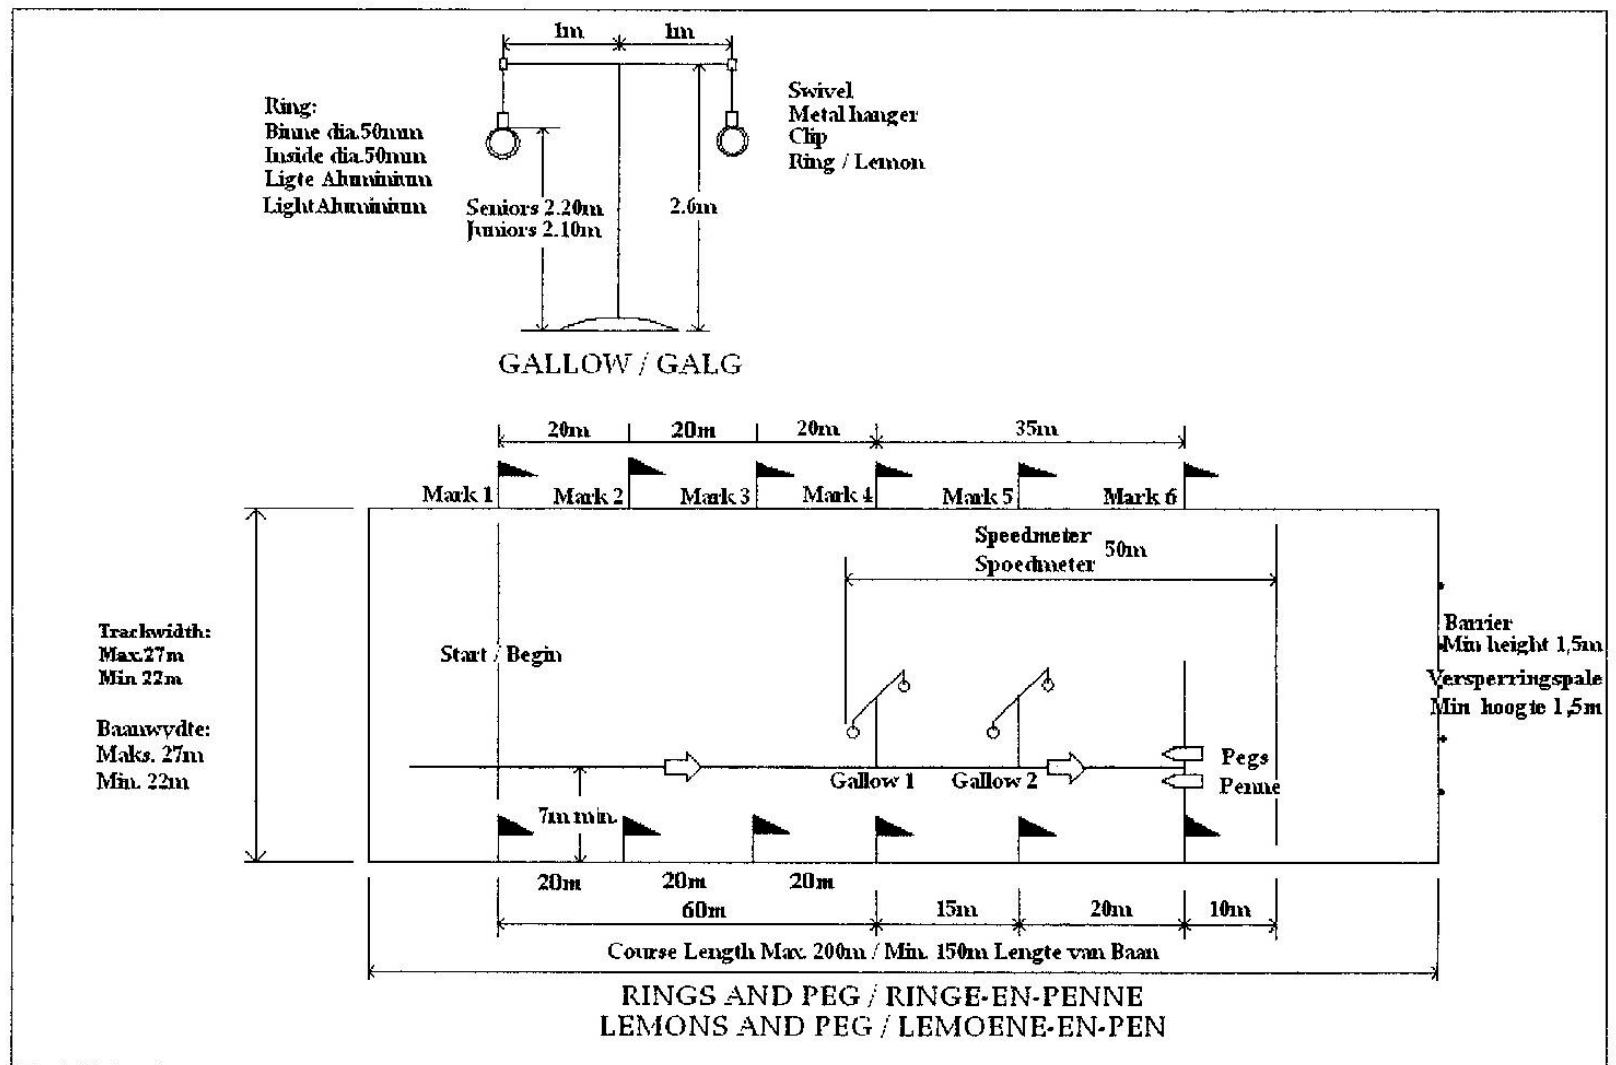 1m 1m
Ring:
Binne dia.50mm
Inside dia.50mm
Ligte Aluminium
Light Aluminium
Swivel
Metal hanger
Clip
Ring / Lemon
Seniors 2.20m
Juniors 2.10m
2.6m
GALLOW / GALG
20m 20m 20m 35m
Mark 1 Mark 2 Mark 3 Mark 4 Mark 5 Mark 6
Speedmeter
Spoedmeter
50m
Trackwidth:
Max.27m
Min 22m
Baanwydte:
Maks. 27m
Min. 22m
Start / Begin
Barrier
Min height 1,5m
Versperringspale
Min hoogte 1,5m
Gallow 1 Gallow 2
Pegs
Penne
7m min.
20m 20m 20m
60m 15m 20m 10m
Course Length Max. 200m / Min. 150m Lengte van Baan
RINGS AND PEG / RINGE-EN-PENNE
LEMONS AND PEG / LEMOENE-EN-PEN